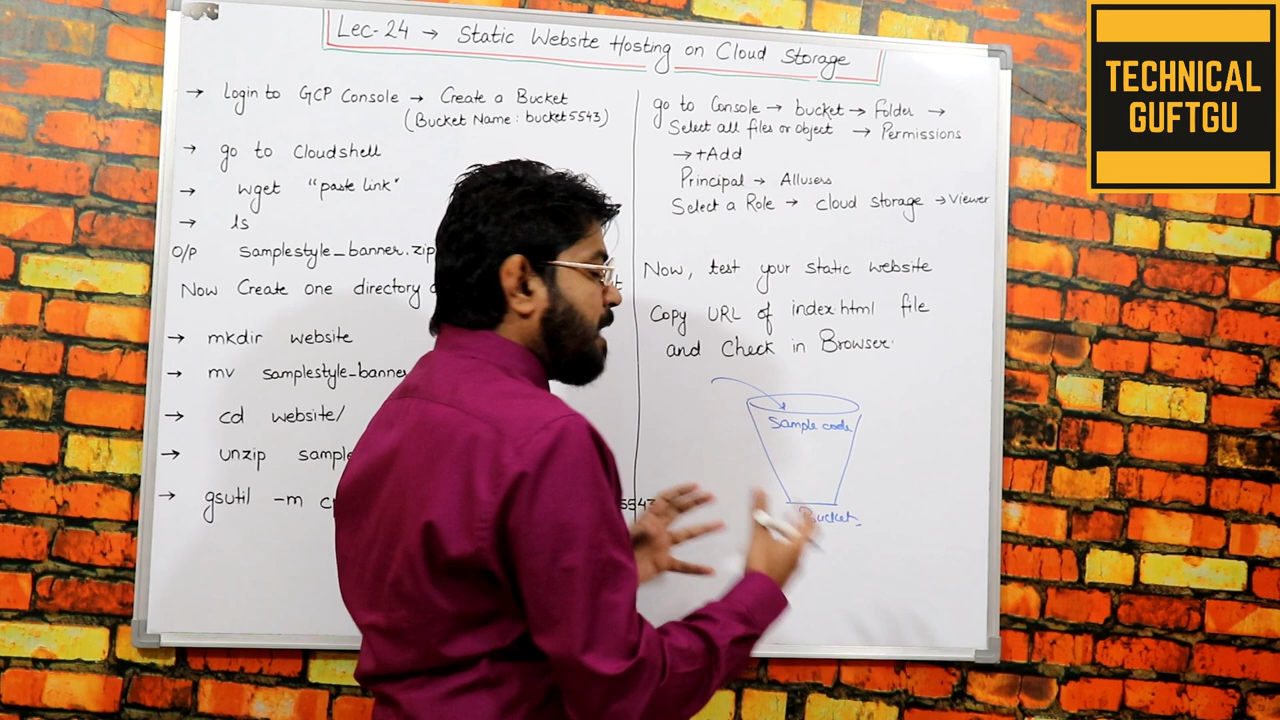 Lec-24 → Static Website Hosting on Cloud Storage
→ Login to GCP Console → Create a Bucket
(Bucket Name: bucket5543)
→ go to Cloudshell
→ wget "paste link"
→ ls
O/P samplestyle_banner.zip
Now Create one directory
→ mkdir website
→ mv samplestyle_banner
→ cd website/
→ unzip sample
→ gsutil -m cp 5543
go to Console → bucket → Folder →
Select all files or object → Permissions
→ +Add
Principal → Allusers
Select a Role → cloud storage → Viewer
Now, test your static website
Copy URL of index.html file
and Check in Browser.
Sample code
Bucket
TECHNICAL
GUFTGU